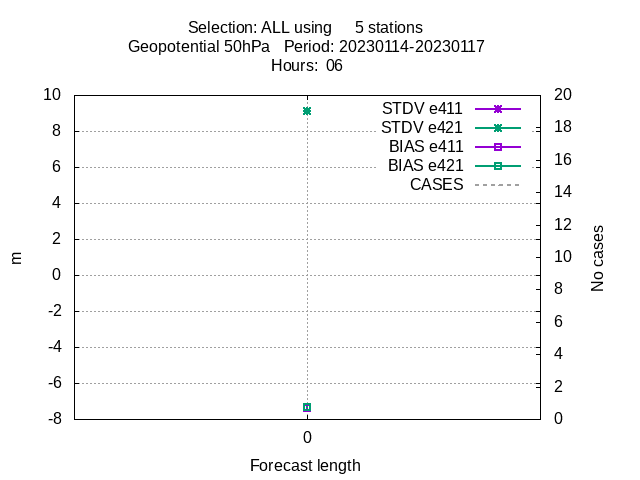 Selection: ALL using     5 stations
Geopotential 50hPa   Period: 20230114-20230117
Hours:  06
10
8
6
4
2
0
-2
-4
-6
-8
m
STDV e411
STDV e421
BIAS e411
BIAS e421
CASES
20
18
16
14
12
10
8
6
4
2
0
No cases
0
Forecast length